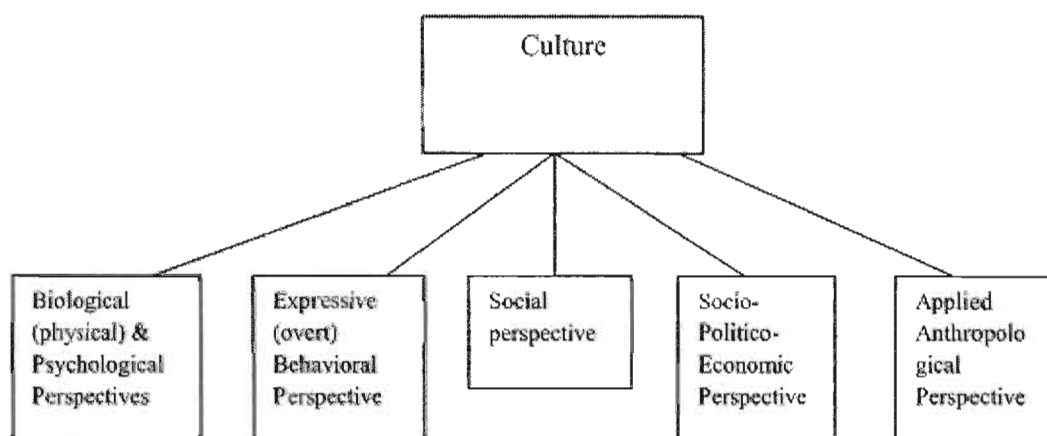 Culture
Biological
(physical) &
Psychological
Perspectives
Expressive
(overt)
Behavioral
Perspective
Social
perspective
Socio-
Politico-
Economic
Perspective
Applied
Anthropolo
gical
Perspective